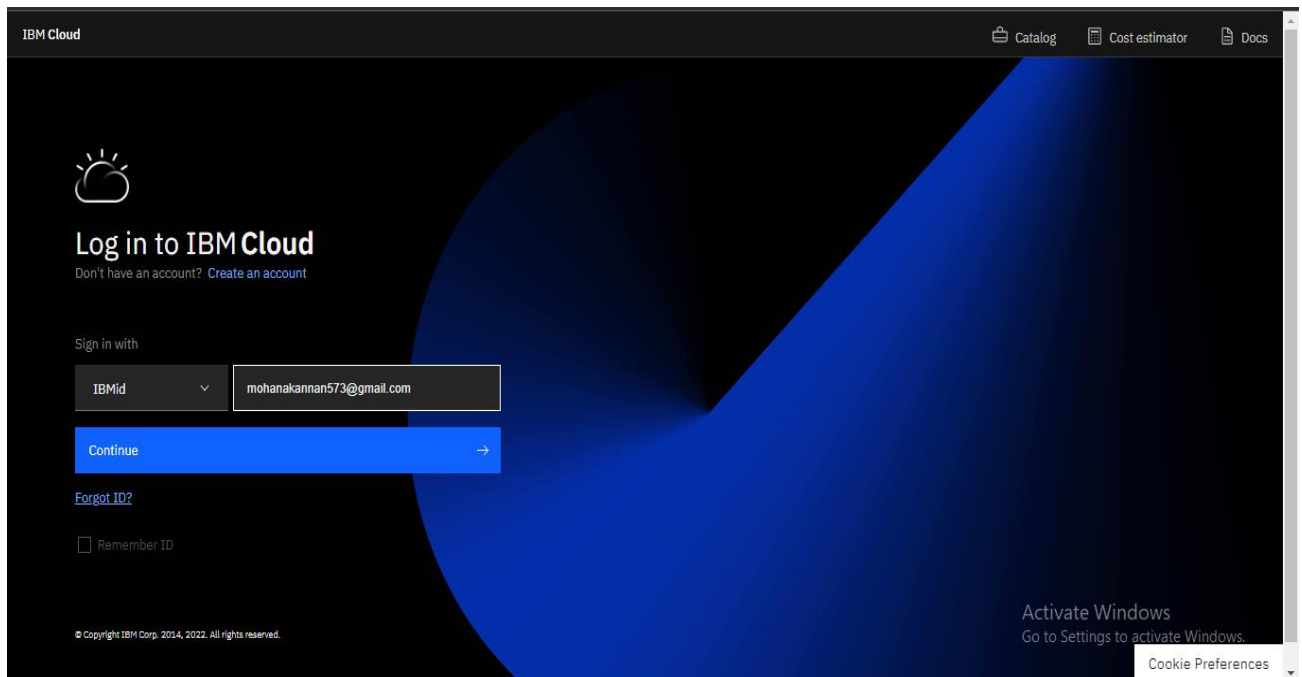 IBM Cloud
Catalog
Cost estimator
Docs
Log in to IBM Cloud
Don't have an account? Create an account
Sign in with
IBMid
mohanakannan573@gmail.com
Continue
Forgot ID?
Remember ID
© Copyright IBM Corp. 2014, 2022. All rights reserved.
Activate Windows
Go to Settings to activate Windows.
Cookie Preferences